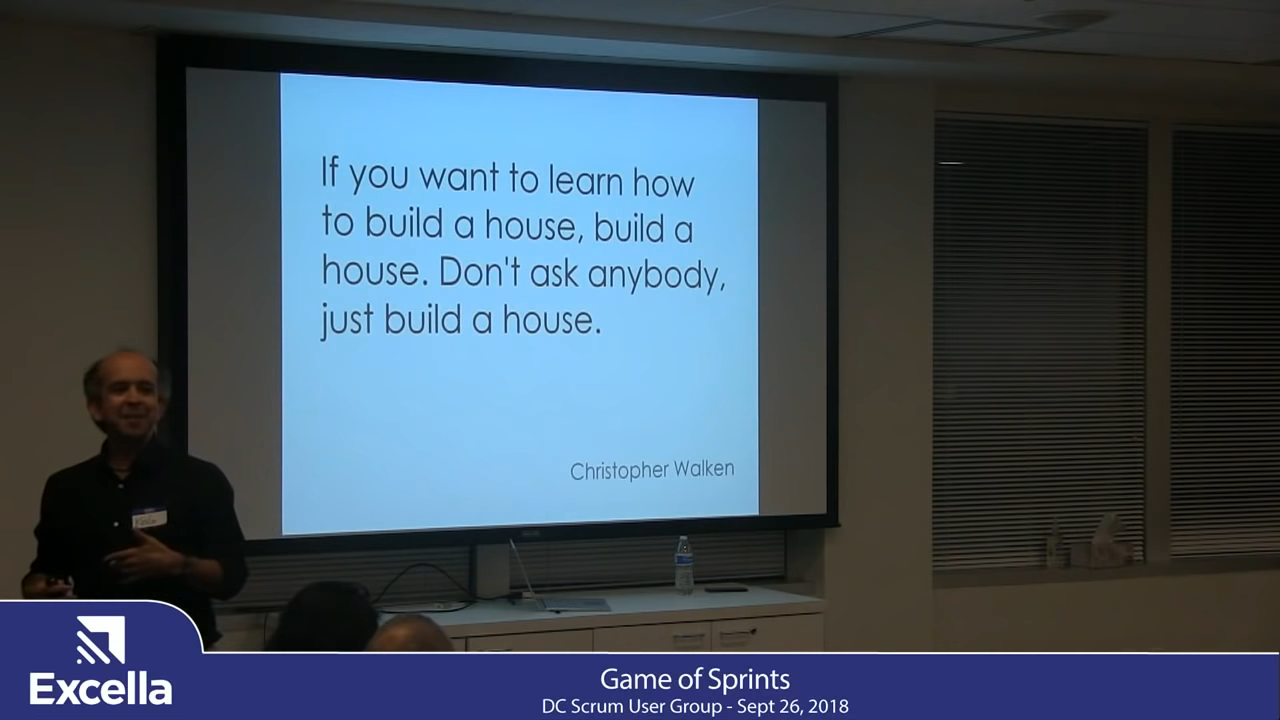 If you want to learn how
to build a house, build a
house. Don't ask anybody,
just build a house.
Christopher Walken
Excella
Game of Sprints
DC Scrum User Group - Sept 26, 2018